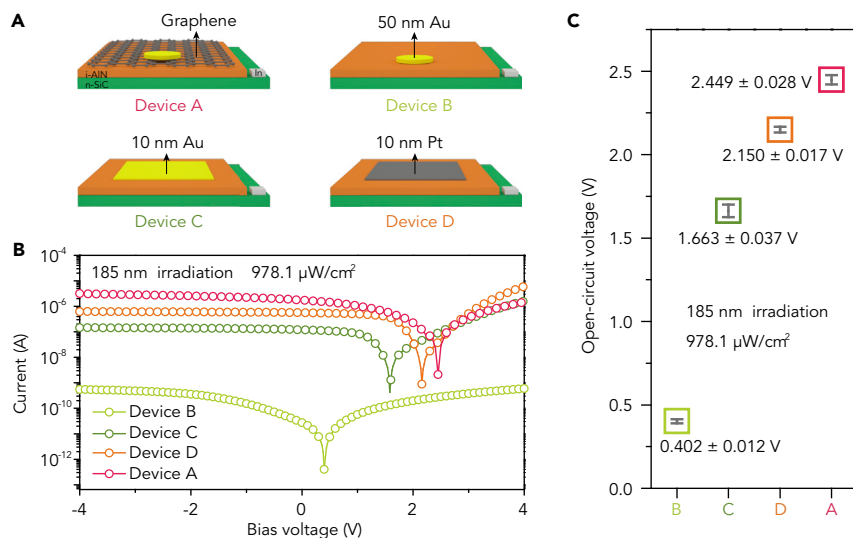 A
Graphene
50 nm Au
i-AlN
n-SiC
In
Device A
Device B
10 nm Au
10 nm Pt
Device C
Device D
B
185 nm irradiation 978.1 µW/cm²
Current (A)
10⁻⁴
10⁻⁶
10⁻⁸
10⁻¹⁰
10⁻¹²
Device B
Device C
Device D
Device A
-4
-2
0
2
4
Bias voltage (V)
C
Open-circuit voltage (V)
2.5
2.0
1.5
1.0
0.5
0.0
2.449 ± 0.028 V
2.150 ± 0.017 V
1.663 ± 0.037 V
185 nm irradiation
978.1 µW/cm²
0.402 ± 0.012 V
B
C
D
A